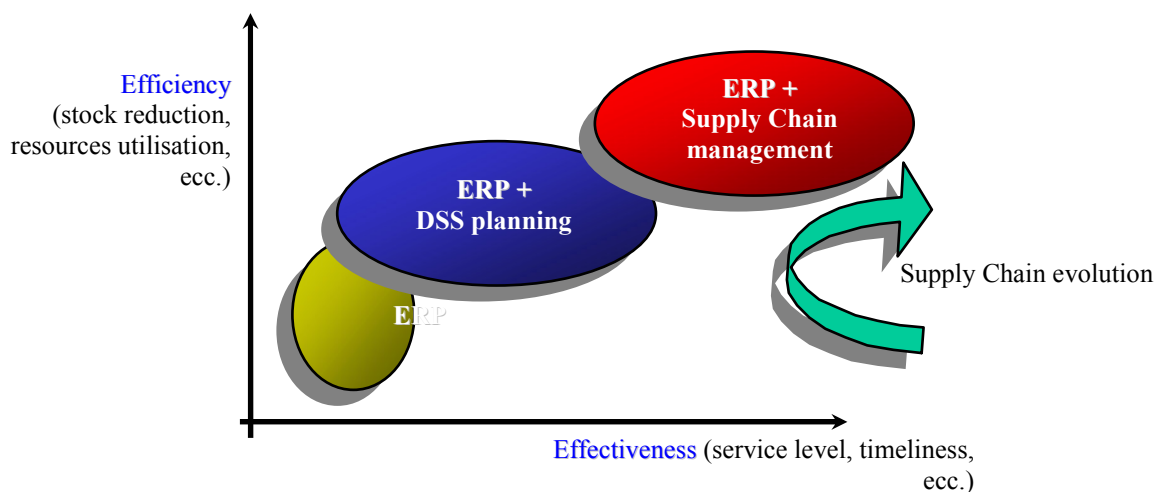 Efficiency
(stock reduction,
resources utilisation,
ecc.)
ERP +
Supply Chain
management
ERP +
DSS planning
ERP
Supply Chain evolution
Effectiveness (service level, timeliness,
ecc.)